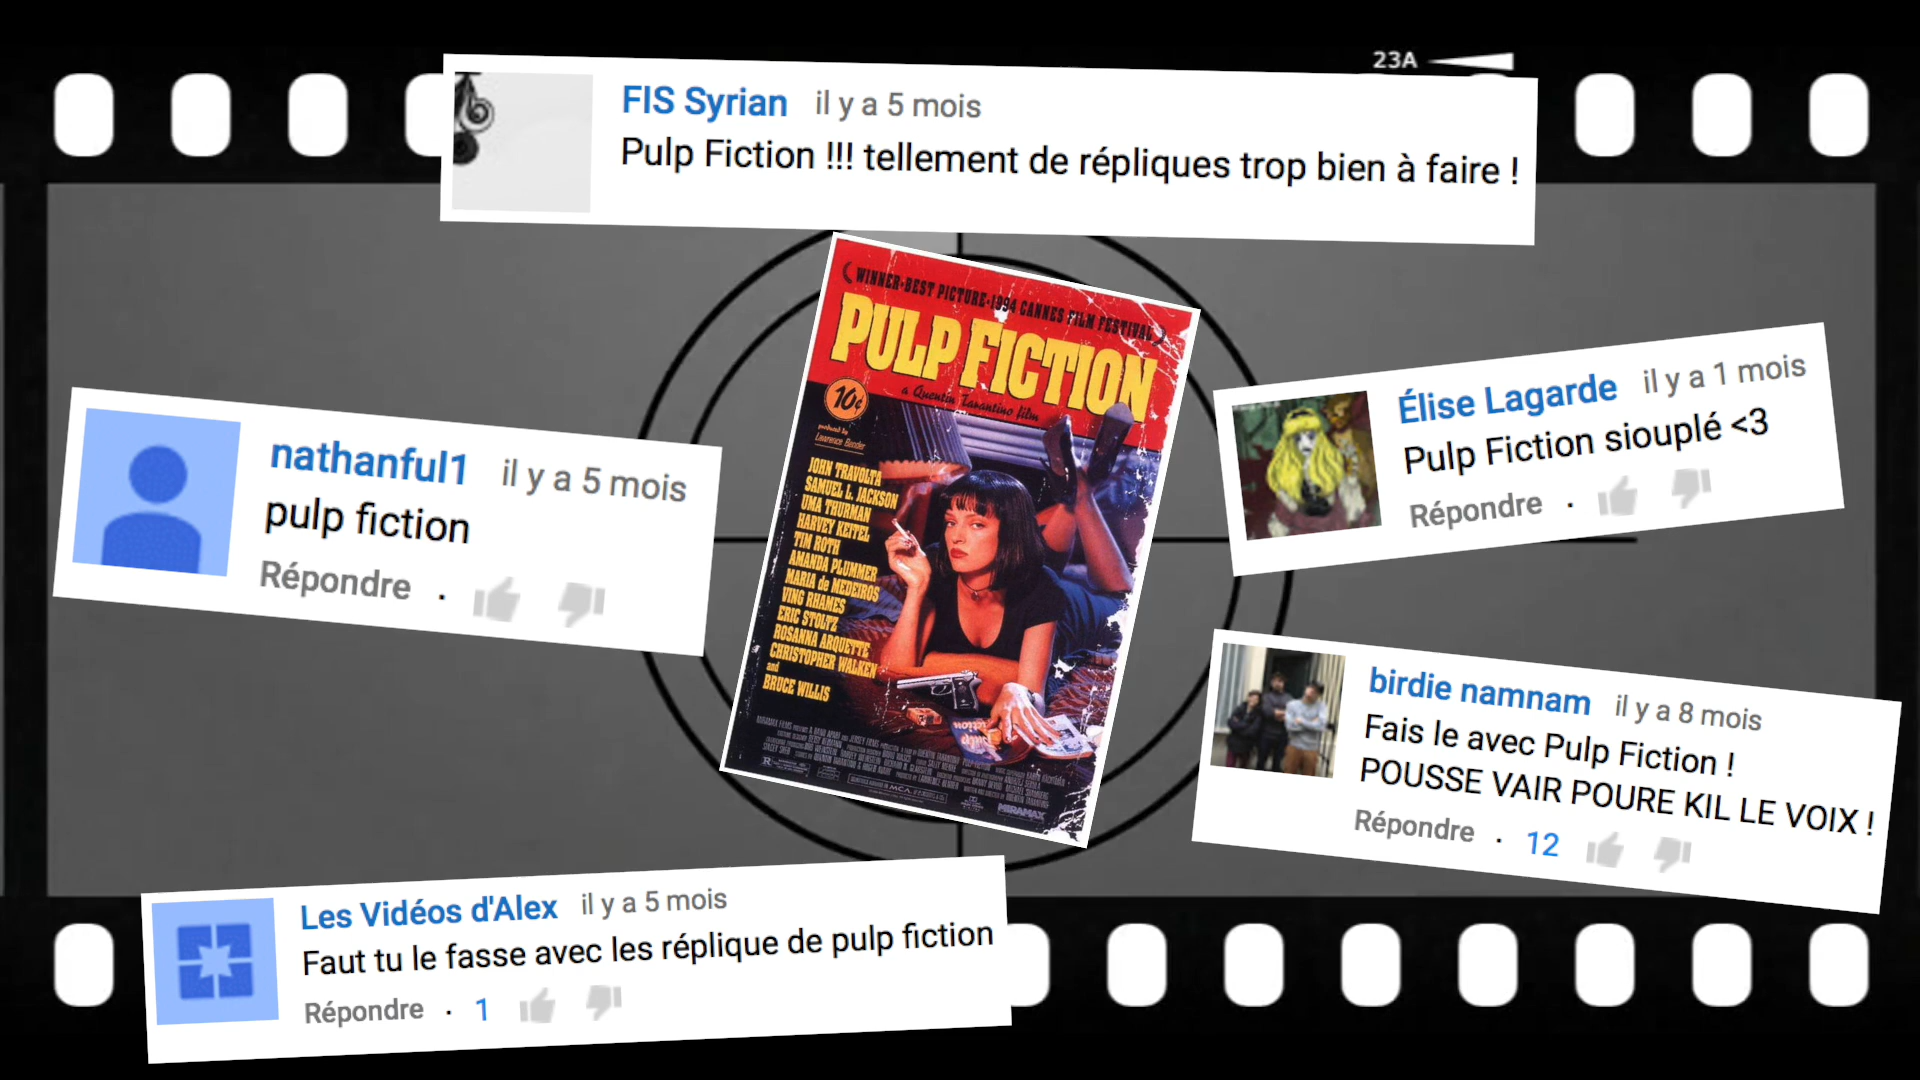 23A
FIS Syrian il y a 5 mois
Pulp Fiction !!! tellement de répliques trop bien à faire !
WINNER-BEST PICTURE-1994 CANNES FILM FESTIVAL
PULP FICTION
a Quentin Tarantino film
10¢
produced by
Lawrence Bender
JOHN TRAVOLTA
SAMUEL L. JACKSON
UMA THURMAN
HARVEY KEITEL
TIM ROTH
AMANDA PLUMMER
MARIA de MEDEIROS
VING RHAMES
ERIC STOLTZ
ROSANNA ARQUETTE
CHRISTOPHER WALKEN
and
BRUCE WILLIS
MIRAMAX
nathanful1 il y a 5 mois
pulp fiction
Répondre ·
Élise Lagarde il y a 1 mois
Pulp Fiction siouplé <3
Répondre ·
birdie namnam il y a 8 mois
Fais le avec Pulp Fiction !
POUSSE VAIR POURE KIL LE VOIX !
Répondre · 12
Les Vidéos d'Alex il y a 5 mois
Faut tu le fasse avec les réplique de pulp fiction
Répondre · 1